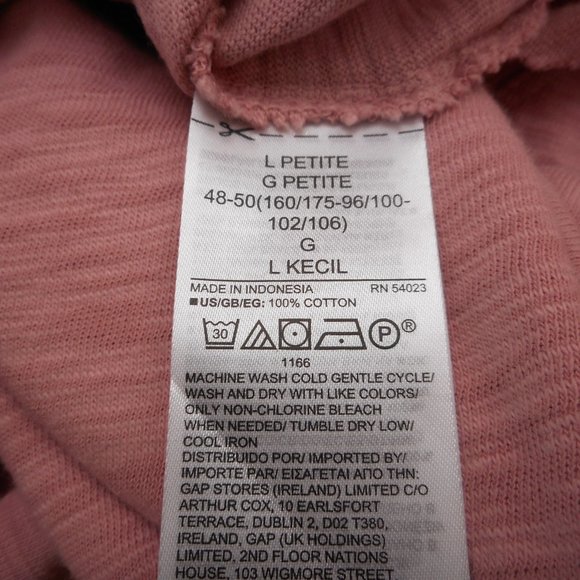 L PETITE
G PETITE
48-50(160/175-96/100-
102/106)
G
L KECIL
MADE IN INDONESIA RN 54023
■US/GB/EG: 100% COTTON
30 P®
1166
MACHINE WASH COLD GENTLE CYCLE/
WASH AND DRY WITH LIKE COLORS/
ONLY NON-CHLORINE BLEACH
WHEN NEEDED/ TUMBLE DRY LOW/
COOL IRON
DISTRIBUIDO POR/ IMPORTED BY/
IMPORTE PAR/ ΕΙΣΑΓΕΤΑΙ ΑΠΟ ΤΗΝ:
GAP STORES (IRELAND) LIMITED C/O
ARTHUR COX, 10 EARLSFORT
TERRACE, DUBLIN 2, D02 T380,
IRELAND, GAP (UK HOLDINGS)
LIMITED, 2ND FLOOR NATIONS
HOUSE, 103 WIGMORE STREET